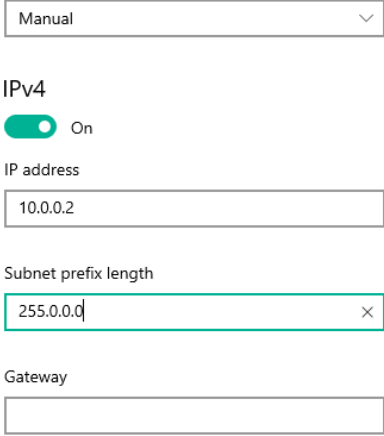 Manual
IPv4
On
IP address
10.0.0.2
Subnet prefix length
255.0.0.0
Gateway